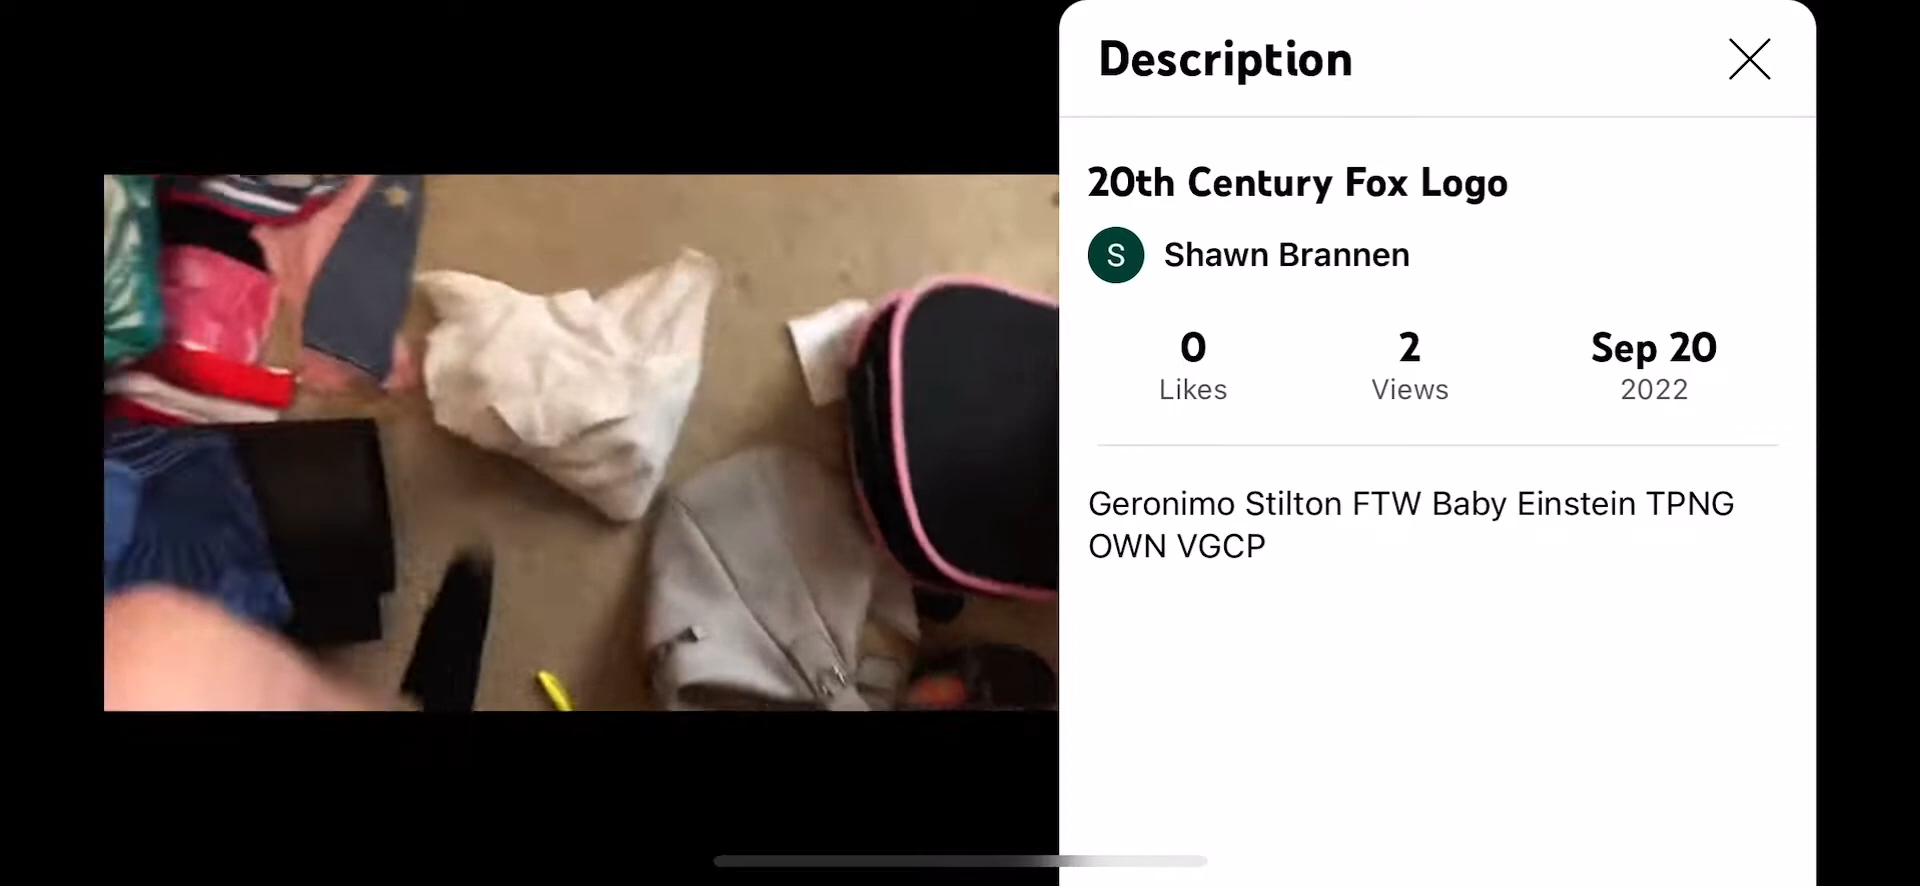 Description
20th Century Fox Logo
S Shawn Brannen
0 2 Sep 20
Likes Views 2022
Geronimo Stilton FTW Baby Einstein TPNG
OWN VGCP